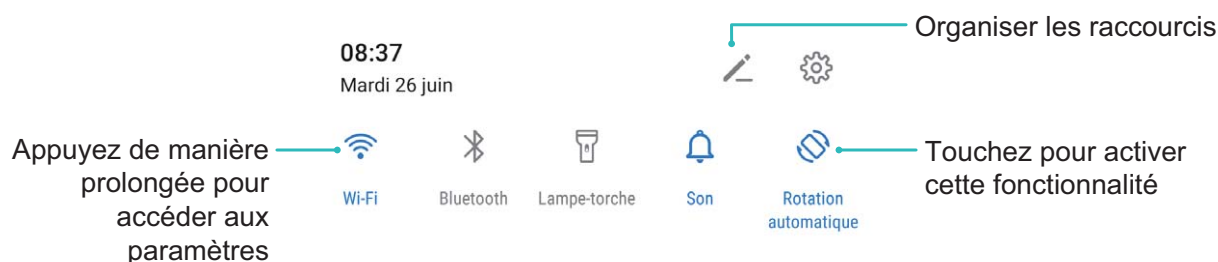 Organiser les raccourcis
08:37
Mardi 26 juin
Appuyez de manière
prolongée pour
accéder aux
paramètres
Wi-Fi
Bluetooth
Lampe-torche
Son
Rotation
automatique
Touchez pour activer
cette fonctionnalité